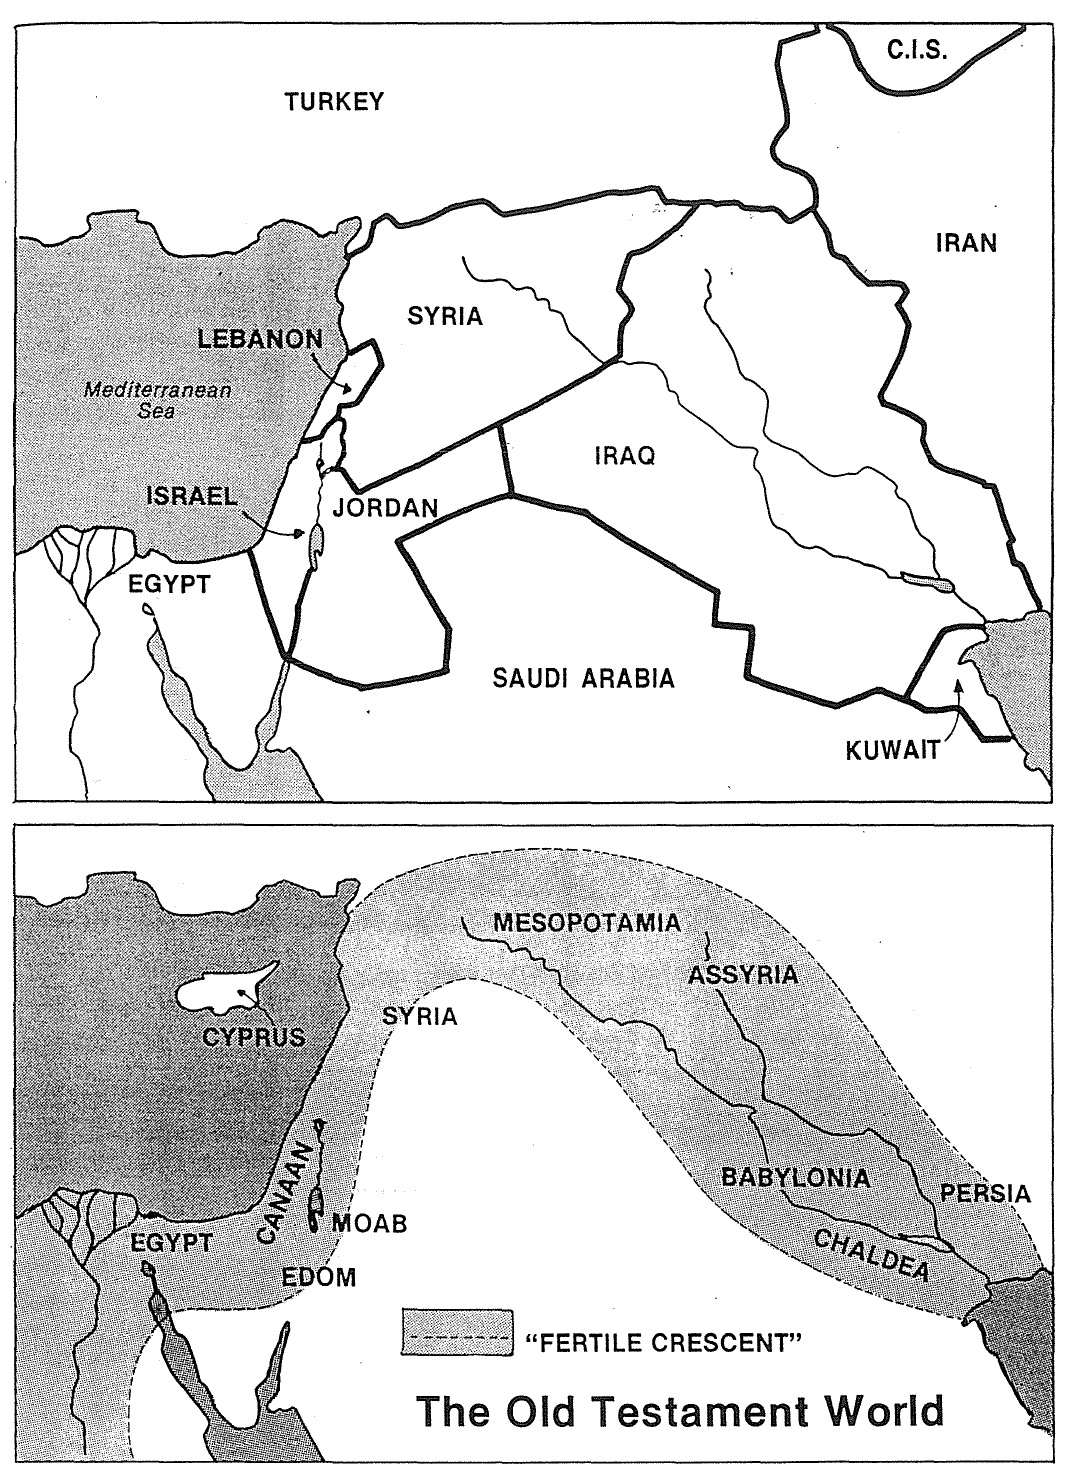 C.I.S.
TURKEY
IRAN
SYRIA
LEBANON
Mediterranean
Sea
IRAQ
ISRAEL
JORDAN
EGYPT
SAUDI ARABIA
KUWAIT
MESOPOTAMIA
ASSYRIA
SYRIA
CYPRUS
CANAAN
BABYLONIA
PERSIA
MOAB
EGYPT
CHALDEA
EDOM
"FERTILE CRESCENT"
The Old Testament World